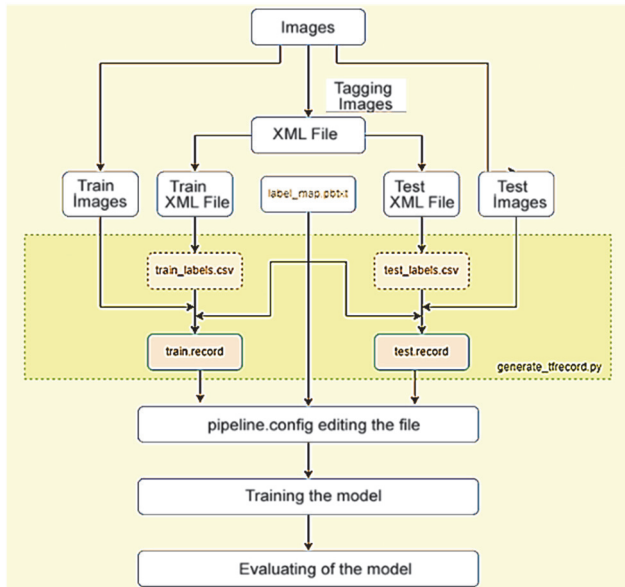 Images
Tagging
Images
XML File
Train
Images
Train
XML File
label_map.pbtxt
Test
XML File
Test
Images
train_labels.csv
test_labels.csv
train.record
test.record
generate_tfrecord.py
pipeline.config editing the file
Training the model
Evaluating of the model